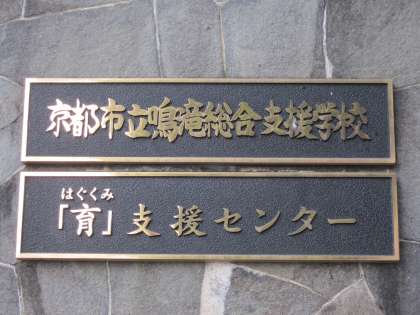 京都市立鳴滝総合支援学校
はぐくみ
「育」支援センター